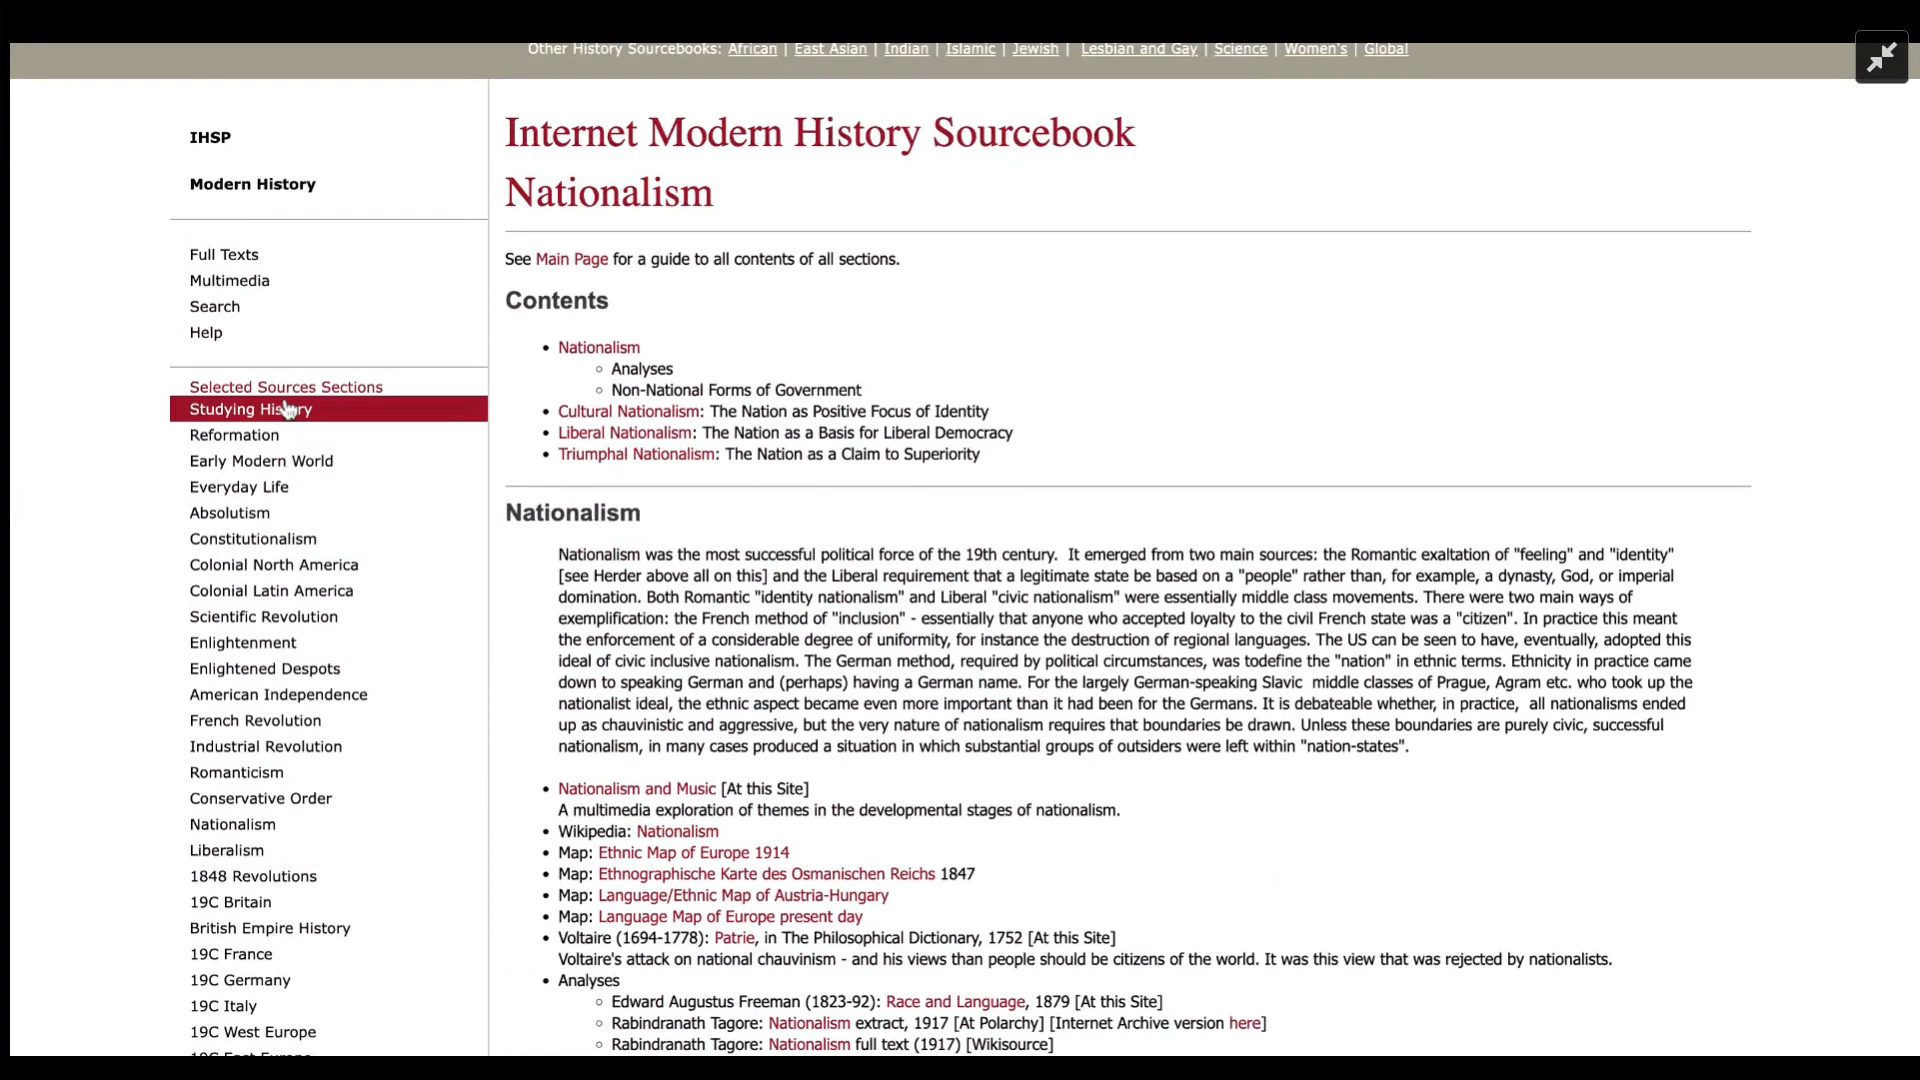 Other History Sourcebooks: African | East Asian | Indian | Islamic | Jewish | Lesbian and Gay | Science | Women's | Global
IHSP
Modern History
Full Texts
Multimedia
Search
Help
Selected Sources Sections
Studying History
Reformation
Early Modern World
Everyday Life
Absolutism
Constitutionalism
Colonial North America
Colonial Latin America
Scientific Revolution
Enlightenment
Enlightened Despots
American Independence
French Revolution
Industrial Revolution
Romanticism
Conservative Order
Nationalism
Liberalism
1848 Revolutions
19C Britain
British Empire History
19C France
19C Germany
19C Italy
19C West Europe
19C East Europe
Internet Modern History Sourcebook
Nationalism
See Main Page for a guide to all contents of all sections.
Contents
• Nationalism
◦ Analyses
◦ Non-National Forms of Government
• Cultural Nationalism: The Nation as Positive Focus of Identity
• Liberal Nationalism: The Nation as a Basis for Liberal Democracy
• Triumphal Nationalism: The Nation as a Claim to Superiority
Nationalism
Nationalism was the most successful political force of the 19th century. It emerged from two main sources: the Romantic exaltation of "feeling" and "identity"
[see Herder above all on this] and the Liberal requirement that a legitimate state be based on a "people" rather than, for example, a dynasty, God, or imperial
domination. Both Romantic "identity nationalism" and Liberal "civic nationalism" were essentially middle class movements. There were two main ways of
exemplification: the French method of "inclusion" - essentially that anyone who accepted loyalty to the civil French state was a "citizen". In practice this meant
the enforcement of a considerable degree of uniformity, for instance the destruction of regional languages. The US can be seen to have, eventually, adopted this
ideal of civic inclusive nationalism. The German method, required by political circumstances, was todefine the "nation" in ethnic terms. Ethnicity in practice came
down to speaking German and (perhaps) having a German name. For the largely German-speaking Slavic middle classes of Prague, Agram etc. who took up the
nationalist ideal, the ethnic aspect became even more important than it had been for the Germans. It is debateable whether, in practice, all nationalisms ended
up as chauvinistic and aggressive, but the very nature of nationalism requires that boundaries be drawn. Unless these boundaries are purely civic, successful
nationalism, in many cases produced a situation in which substantial groups of outsiders were left within "nation-states".
• Nationalism and Music [At this Site]
A multimedia exploration of themes in the developmental stages of nationalism.
• Wikipedia: Nationalism
• Map: Ethnic Map of Europe 1914
• Map: Ethnographische Karte des Osmanischen Reichs 1847
• Map: Language/Ethnic Map of Austria-Hungary
• Map: Language Map of Europe present day
• Voltaire (1694-1778): Patrie, in The Philosophical Dictionary, 1752 [At this Site]
Voltaire's attack on national chauvinism - and his views than people should be citizens of the world. It was this view that was rejected by nationalists.
• Analyses
◦ Edward Augustus Freeman (1823-92): Race and Language, 1879 [At this Site]
◦ Rabindranath Tagore: Nationalism extract, 1917 [At Polarchy] [Internet Archive version here]
◦ Rabindranath Tagore: Nationalism full text (1917) [Wikisource]